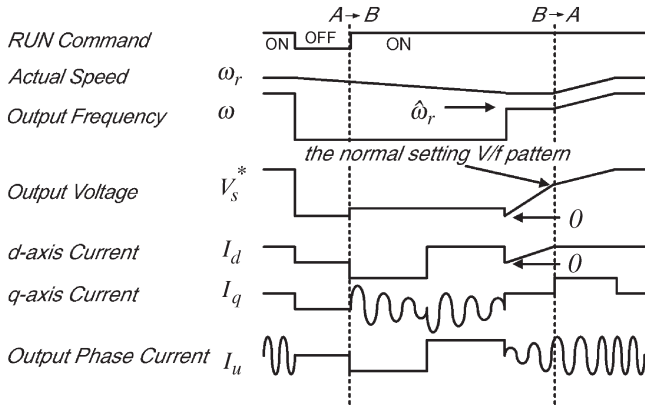 A → B B → A
RUN Command ON OFF ON
Actual Speed ωr
Output Frequency ω ω̂r
the normal setting V/f pattern
Output Voltage Vs*
0
d-axis Current Id
0
q-axis Current Iq
Output Phase Current Iu